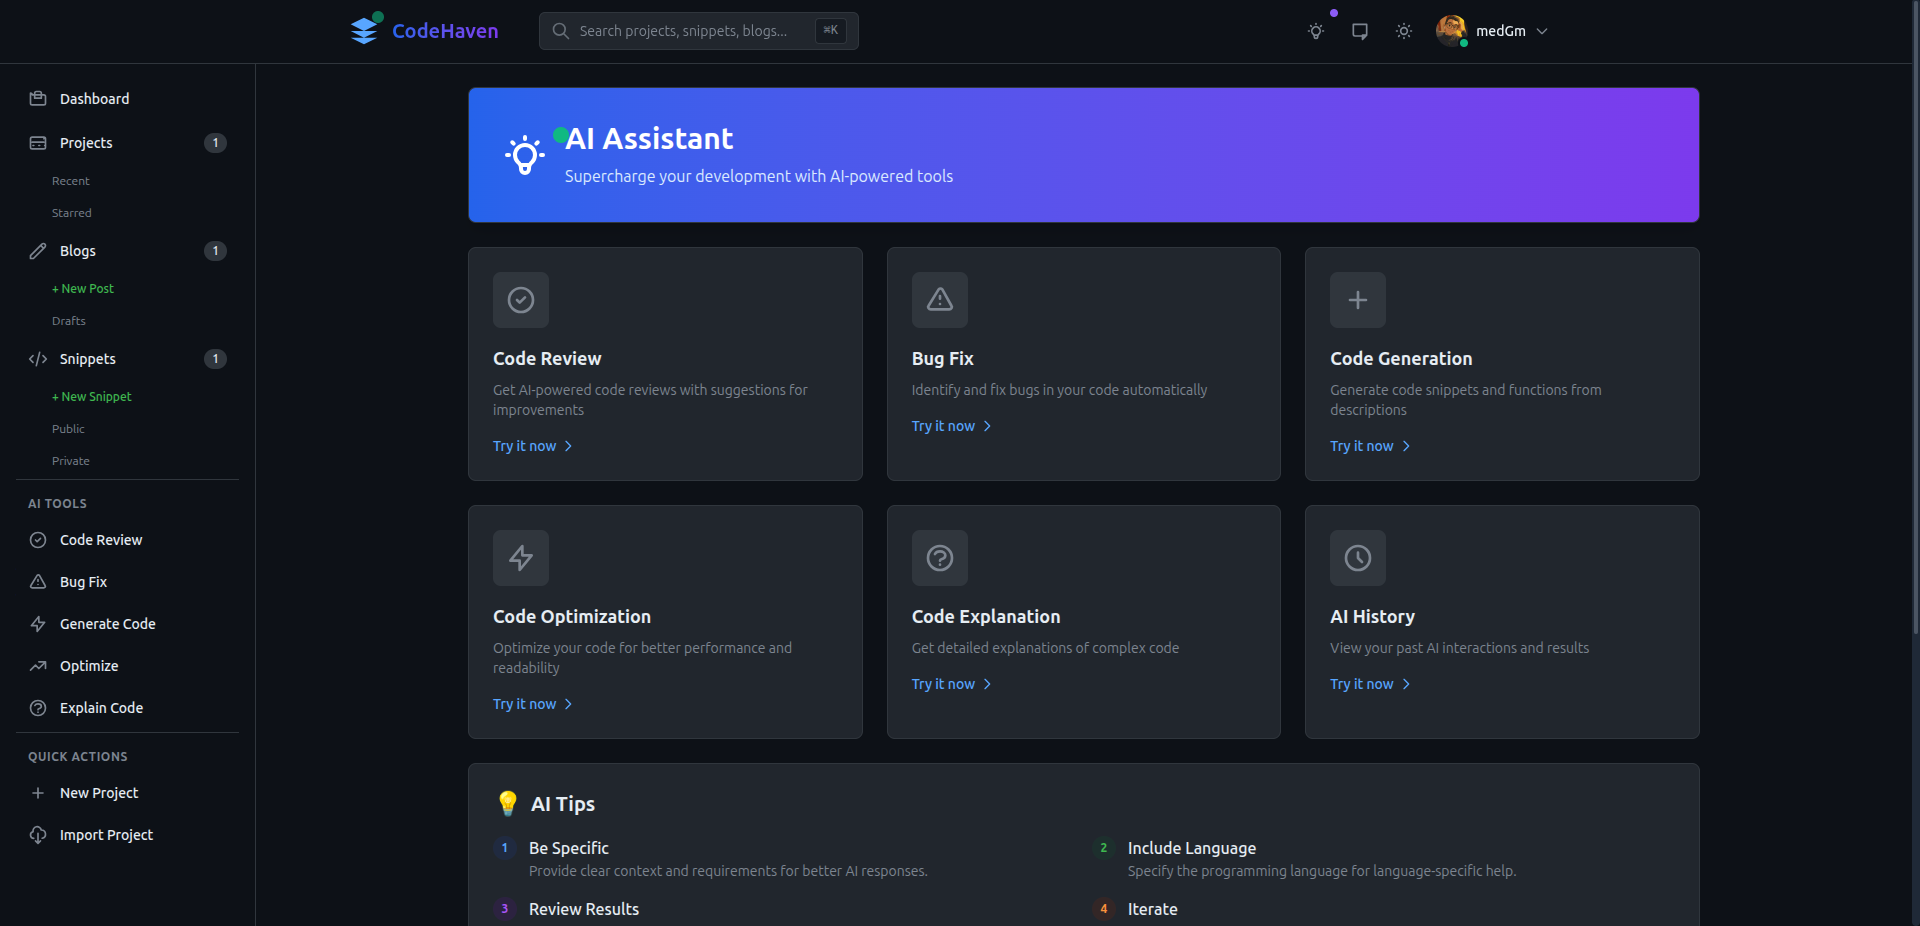 CodeHaven
Search projects, snippets, blogs...
⌘K
medGm
Dashboard
Projects
1
Recent
Starred
Blogs
1
+ New Post
Drafts
Snippets
1
+ New Snippet
Public
Private
AI TOOLS
Code Review
Bug Fix
Generate Code
Optimize
Explain Code
QUICK ACTIONS
New Project
Import Project
AI Assistant
Supercharge your development with AI-powered tools
Code Review
Get AI-powered code reviews with suggestions for
improvements
Try it now
Bug Fix
Identify and fix bugs in your code automatically
Try it now
Code Generation
Generate code snippets and functions from
descriptions
Try it now
Code Optimization
Optimize your code for better performance and
readability
Try it now
Code Explanation
Get detailed explanations of complex code
Try it now
AI History
View your past AI interactions and results
Try it now
AI Tips
1
Be Specific
Provide clear context and requirements for better AI responses.
2
Include Language
Specify the programming language for language-specific help.
3
Review Results
4
Iterate